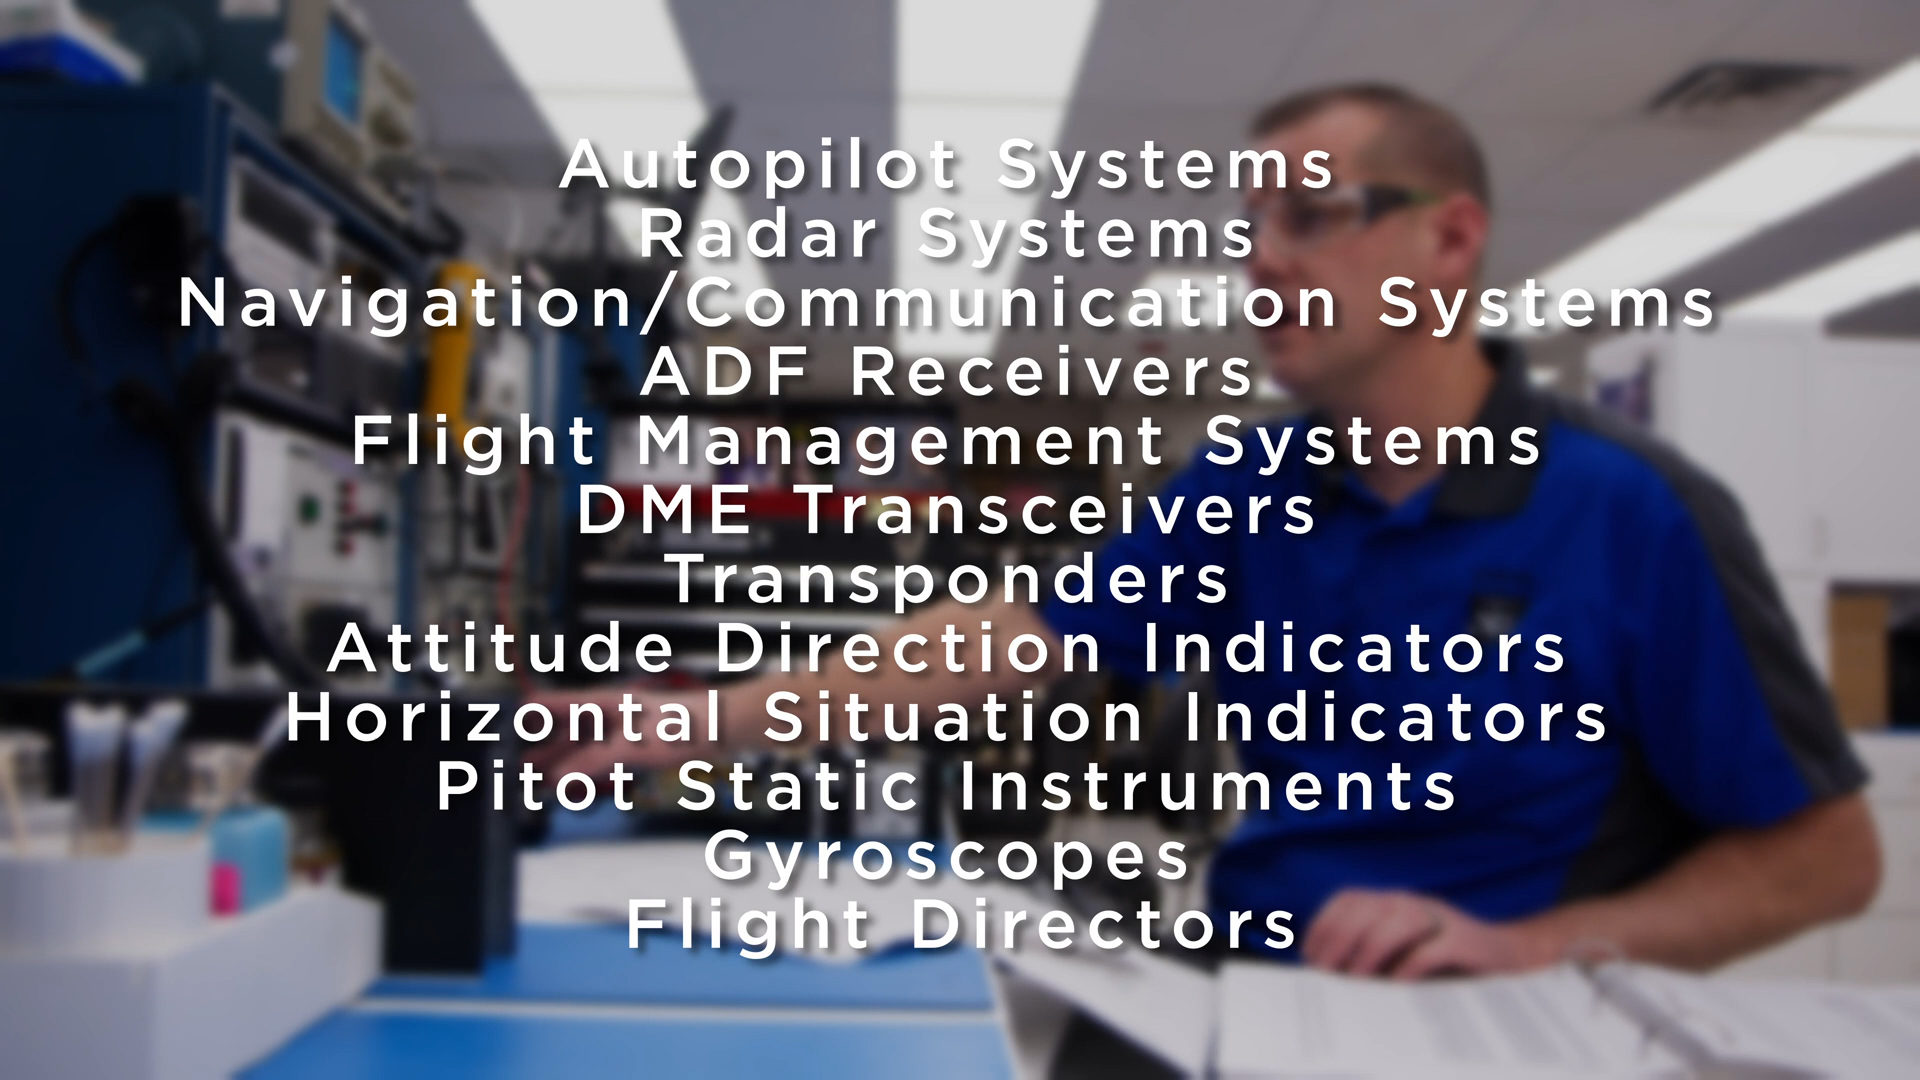 Autopilot Systems
Radar Systems
Navigation/Communication Systems
ADF Receivers
Flight Management Systems
DME Transceivers
Transponders
Attitude Direction Indicators
Horizontal Situation Indicators
Pitot Static Instruments
Gyroscopes
Flight Directors